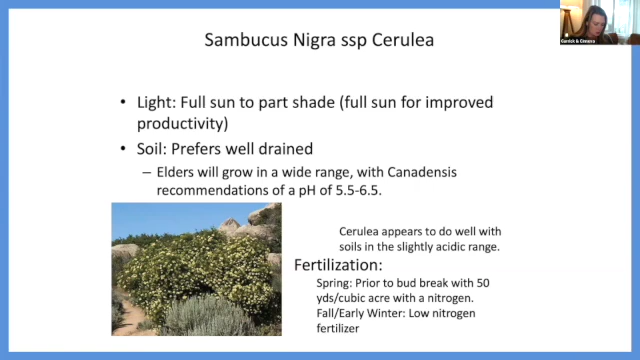 Sambucus Nigra ssp Cerulea
• Light: Full sun to part shade (full sun for improved
productivity)
• Soil: Prefers well drained
– Elders will grow in a wide range, with Canadensis
recommendations of a pH of 5.5-6.5.
Cerulea appears to do well with
soils in the slightly acidic range.
Fertilization:
Spring: Prior to bud break with 50
yds/cubic acre with a nitrogen.
Fall/Early Winter: Low nitrogen
fertilizer